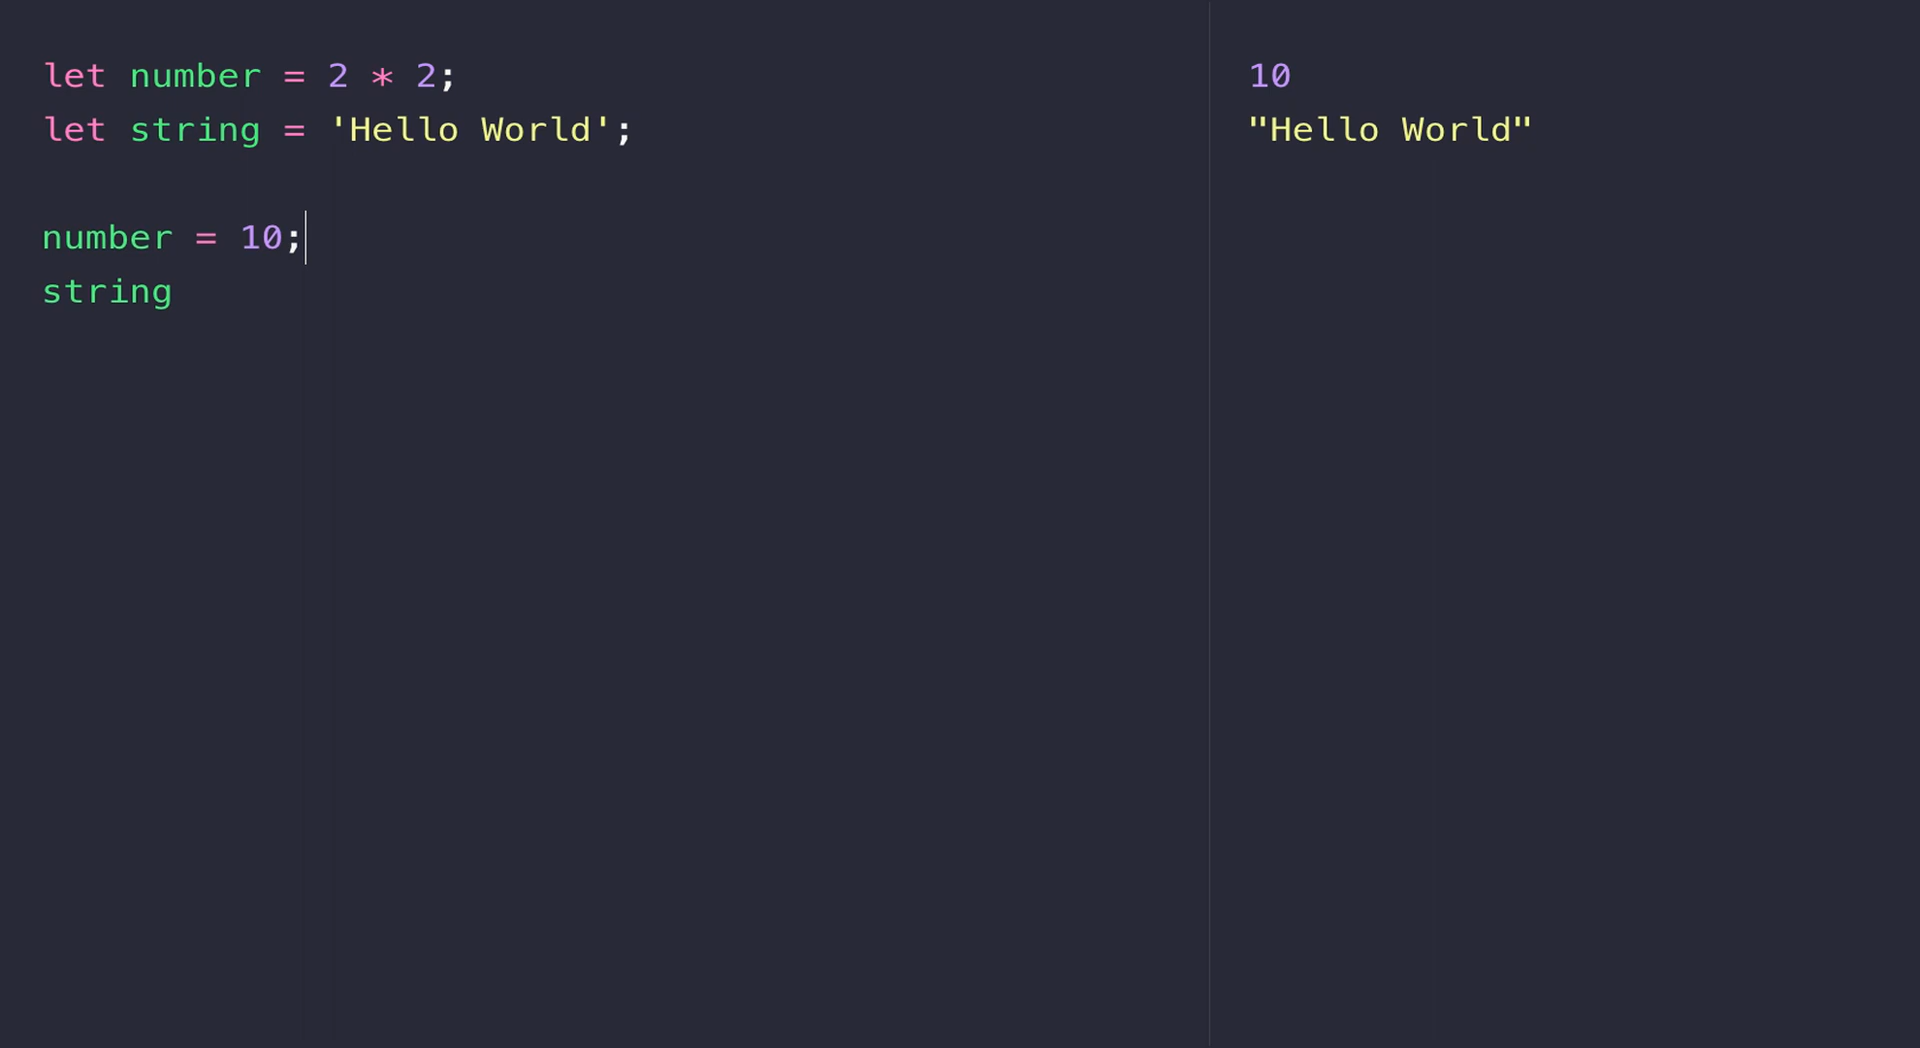 let number = 2 * 2;
let string = 'Hello World';
number = 10;
string
10
"Hello World"